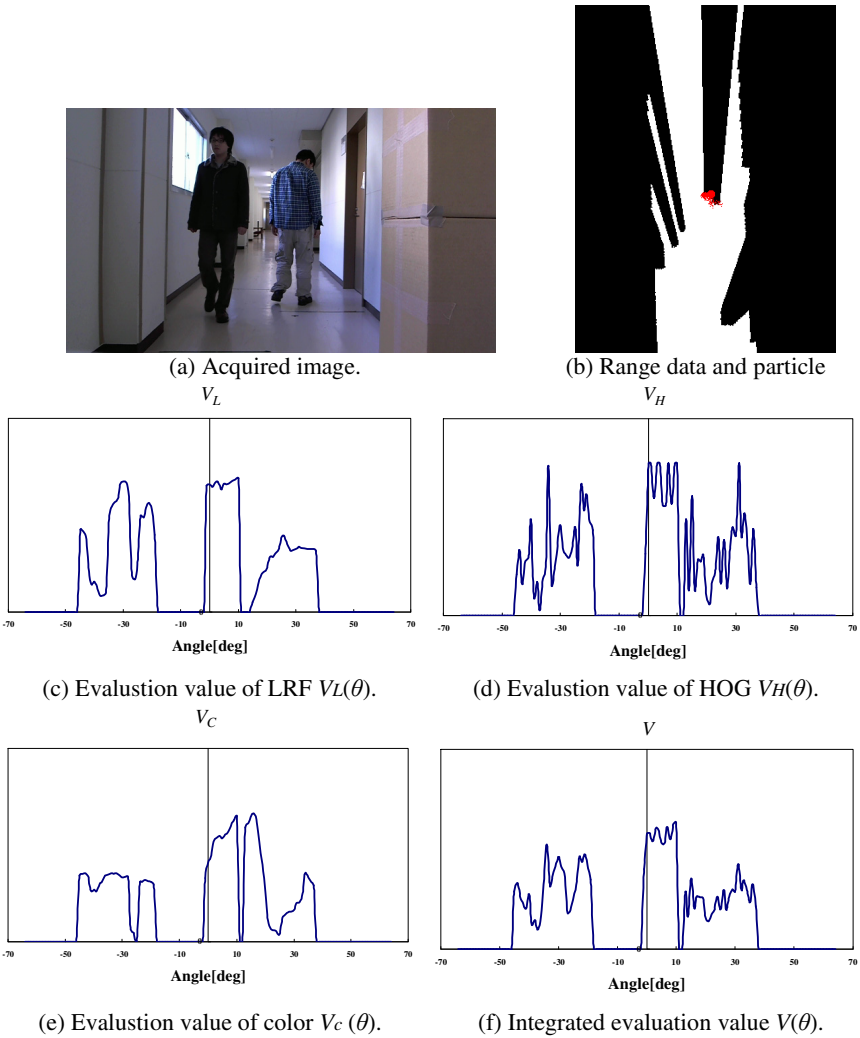 (a) Acquired image.
(b) Range data and particle
V_L
V_H
-70 -50 -30 -10 0 10 30 50 70
Angle[deg]
-70 -50 -30 -10 0 10 30 50 70
Angle[deg]
(c) Evalustion value of LRF VL(θ).
(d) Evalustion value of HOG VH(θ).
V_C
V
-70 -50 -30 -10 0 10 30 50 70
Angle[deg]
-70 -50 -30 -10 0 10 30 50 70
Angle[deg]
(e) Evalustion value of color Vc (θ).
(f) Integrated evaluation value V(θ).